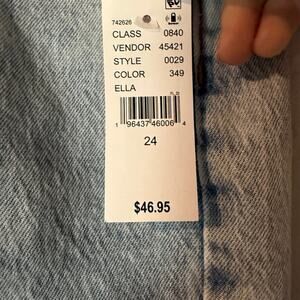 742626
CLASS 0840
VENDOR 45421
STYLE 0029
COLOR 349
ELLA
1 96437 46006 4
24
$46.95